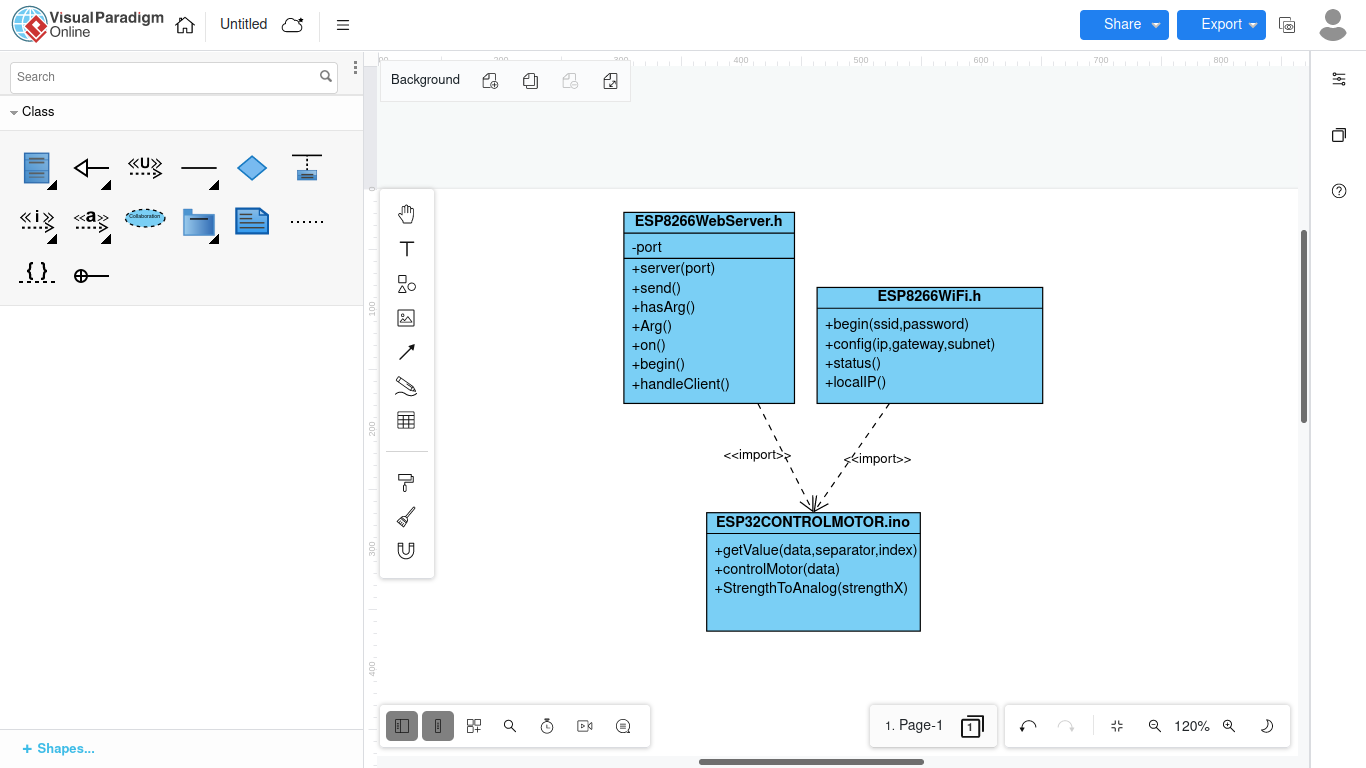 VisualParadigm
Online
Untitled
Share
Export
Search
Class
«U»
«i»
«a»
Collaboration
{ }
+ Shapes...
Background
200
300
400
500
600
700
800
0
100
200
300
400
T
ESP8266WebServer.h
-port
+server(port)
+send()
+hasArg()
+Arg()
+on()
+begin()
+handleClient()
ESP8266WiFi.h
+begin(ssid,password)
+config(ip,gateway,subnet)
+status()
+localIP()
<<import>>
<<import>>
ESP32CONTROLMOTOR.ino
+getValue(data,separator,index)
+controlMotor(data)
+StrengthToAnalog(strengthX)
1. Page-1
1
120%